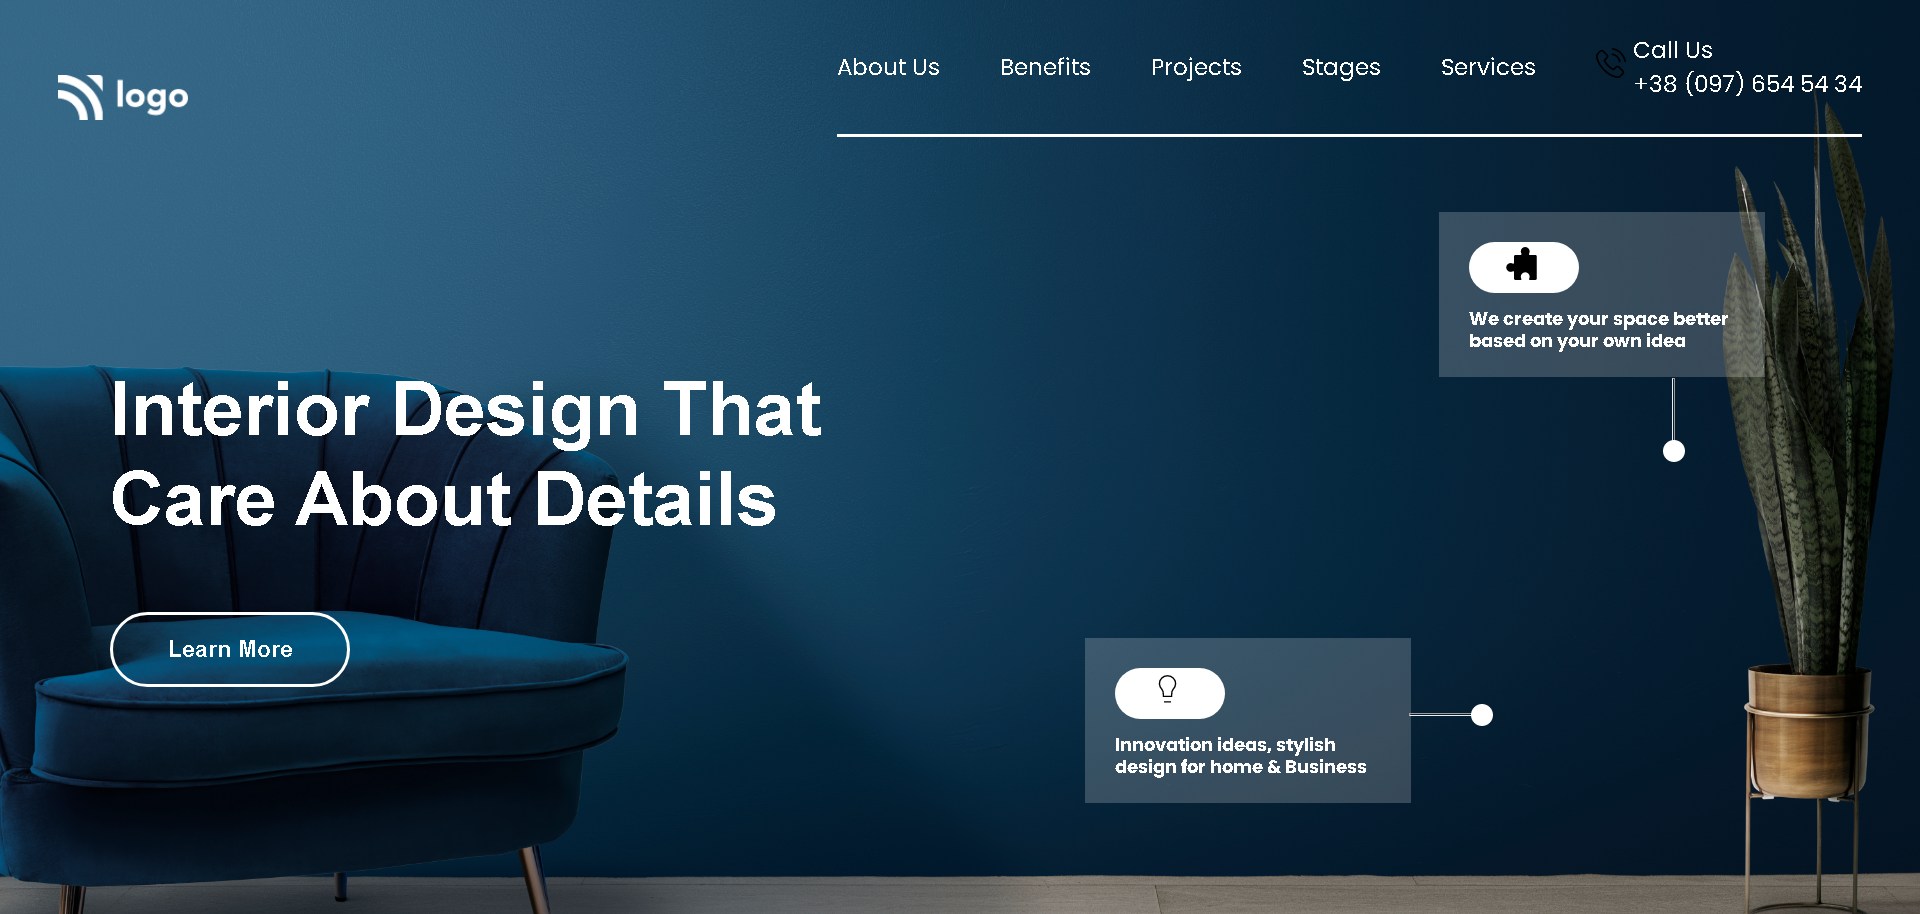 logo
About Us
Benefits
Projects
Stages
Services
Call Us
+38 (097) 654 54 34
We create your space better
based on your own idea
Interior Design That
Care About Details
Learn More
Innovation ideas, stylish
design for home & Business